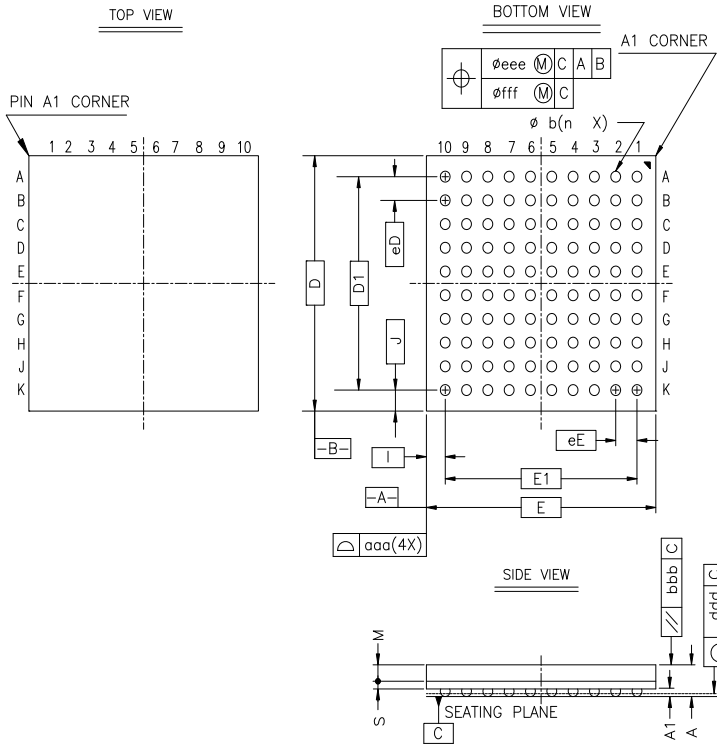 TOP VIEW
BOTTOM VIEW
A1 CORNER
øeee Ⓜ C A B
øfff Ⓜ C
PIN A1 CORNER
ø b(n X)
1 2 3 4 5 6 7 8 9 10
10 9 8 7 6 5 4 3 2 1
A A A
B B B
C C C
D D D
E E E
F F F
G G G
H H H
J J J
K K K
eD
D
D1
J
-B-
eE
I
E1
-A-
E
aaa(4X)
SIDE VIEW
// bbb C
ddd C
M
S
SEATING PLANE
C
A1
A